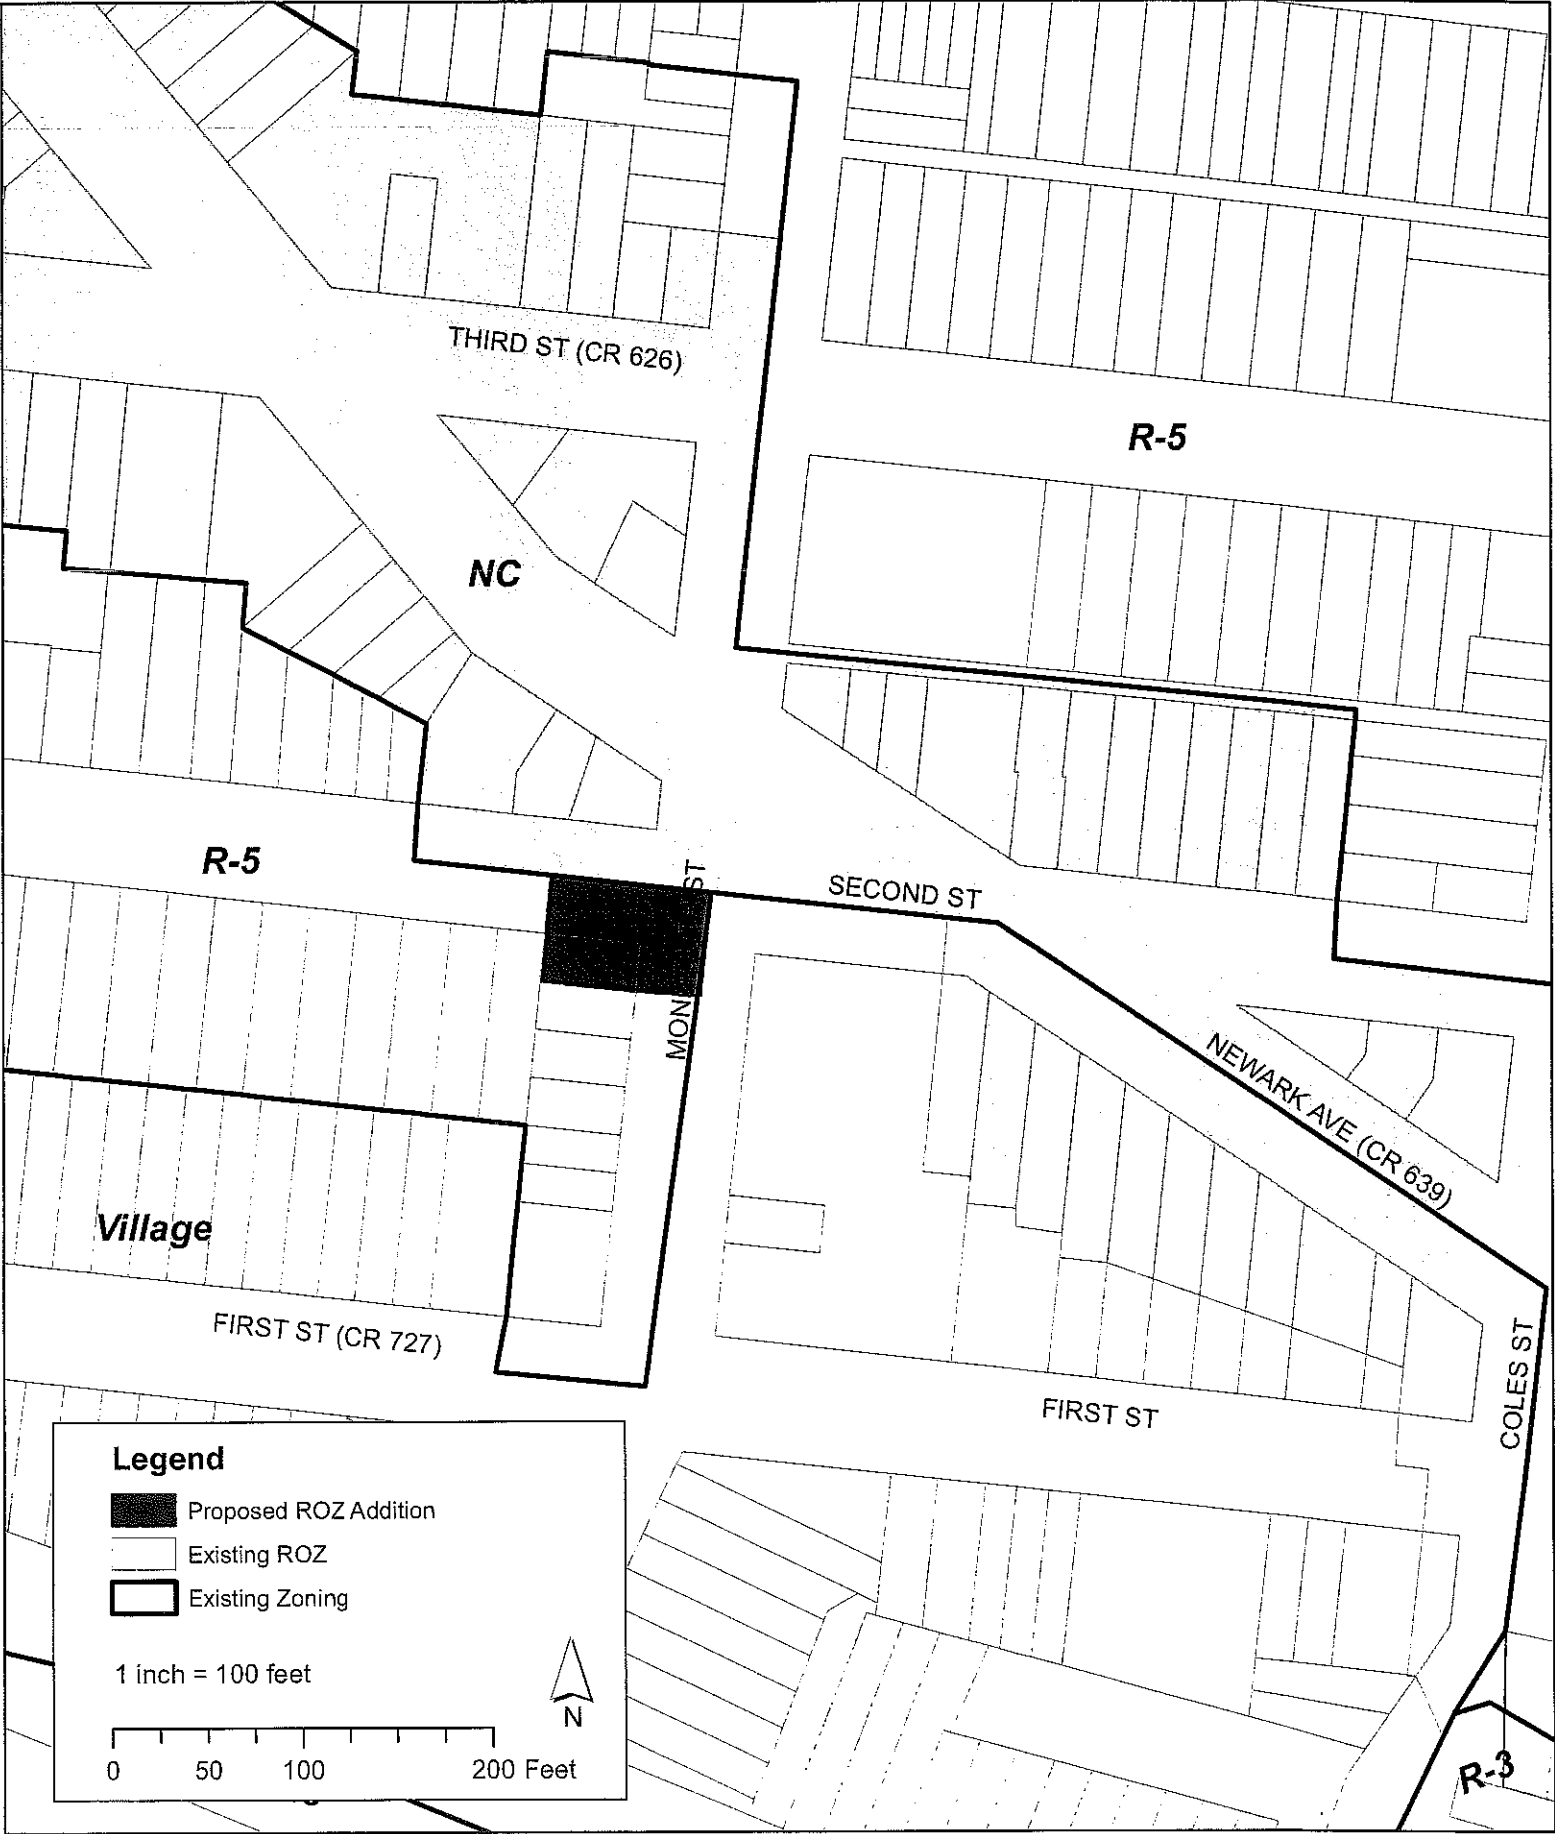 THIRD ST (CR 626)
R-5
NC
R-5
SECOND ST
MON
ST
NEWARK AVE (CR 639)
Village
FIRST ST (CR 727)
FIRST ST
COLES ST
R-3
Legend
Proposed ROZ Addition
Existing ROZ
Existing Zoning
1 inch = 100 feet
N
0 50 100 200 Feet